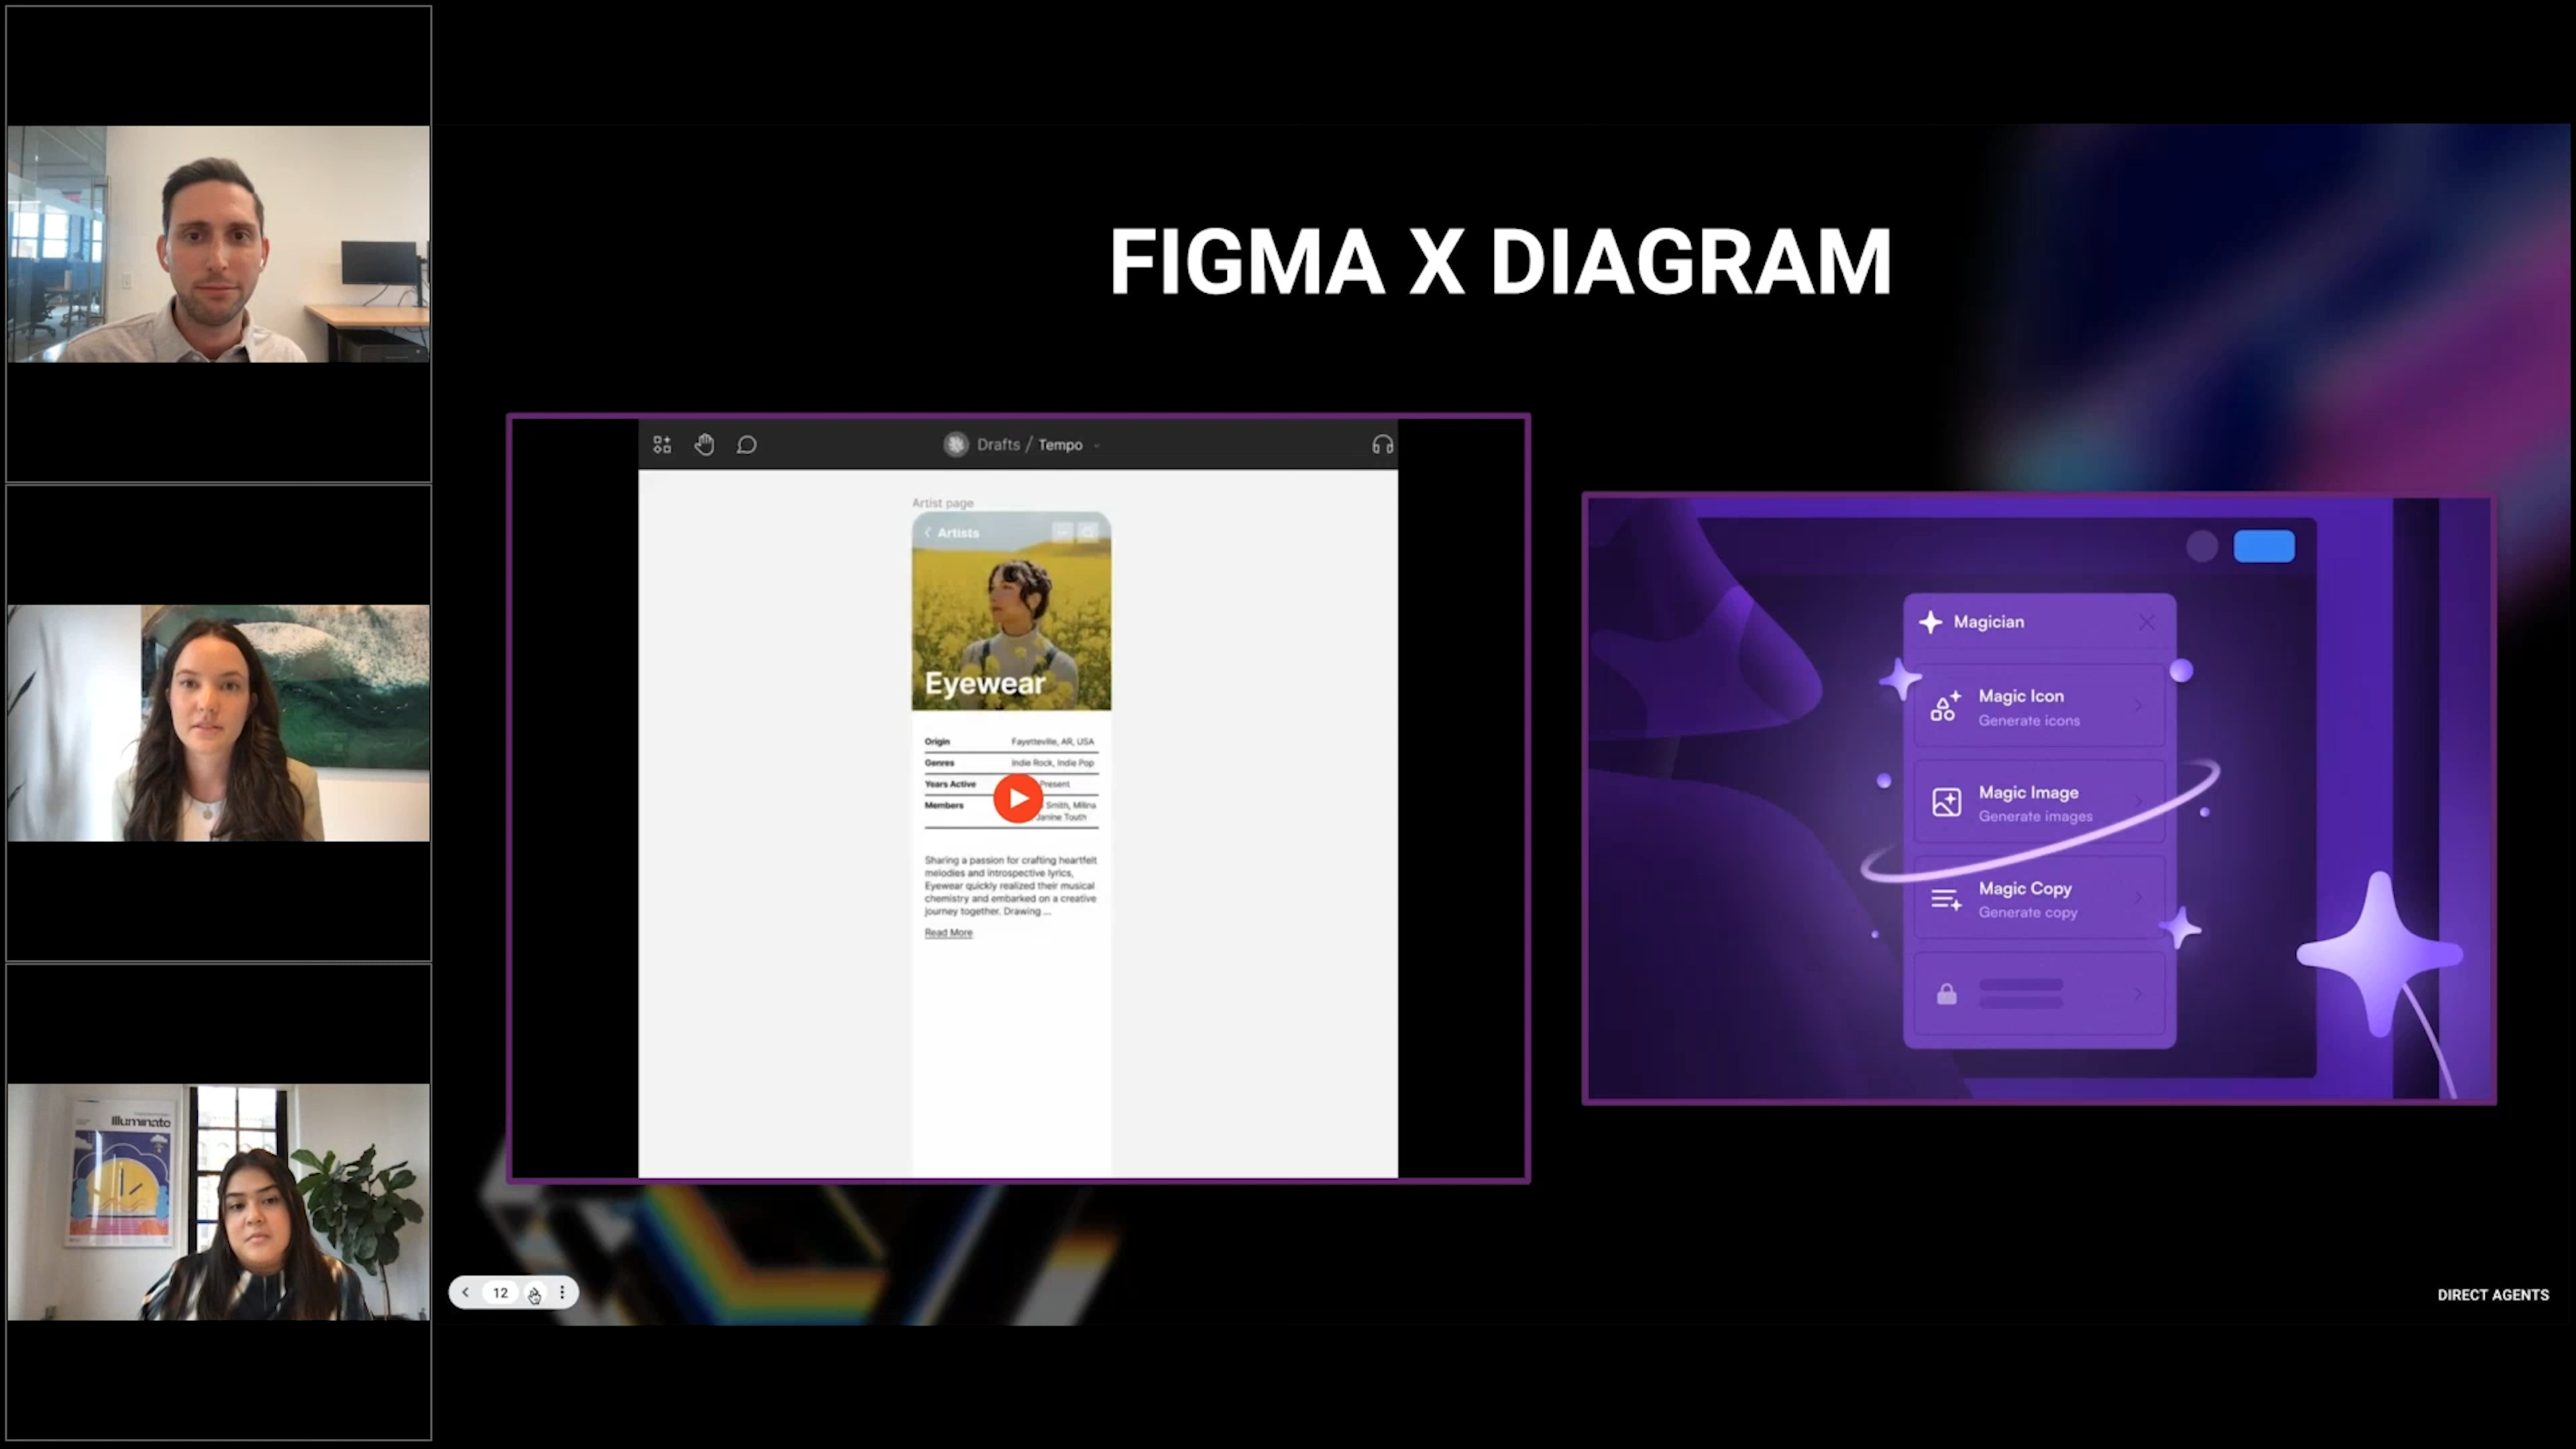 FIGMA X DIAGRAM
Drafts / Tempo
Artist page
Artists
Eyewear
Origin Fayetteville, AR, USA
Genres Indie Rock, Indie Pop
Years Active Present
Members Smith, Milina
Janine Touth
Sharing a passion for crafting heartfelt
melodies and introspective lyrics,
Eyewear quickly realized their musical
chemistry and embarked on a creative
journey together. Drawing ...
Read More
Magician
Magic Icon
Generate icons
Magic Image
Generate images
Magic Copy
Generate copy
Illuminato
12
DIRECT AGENTS